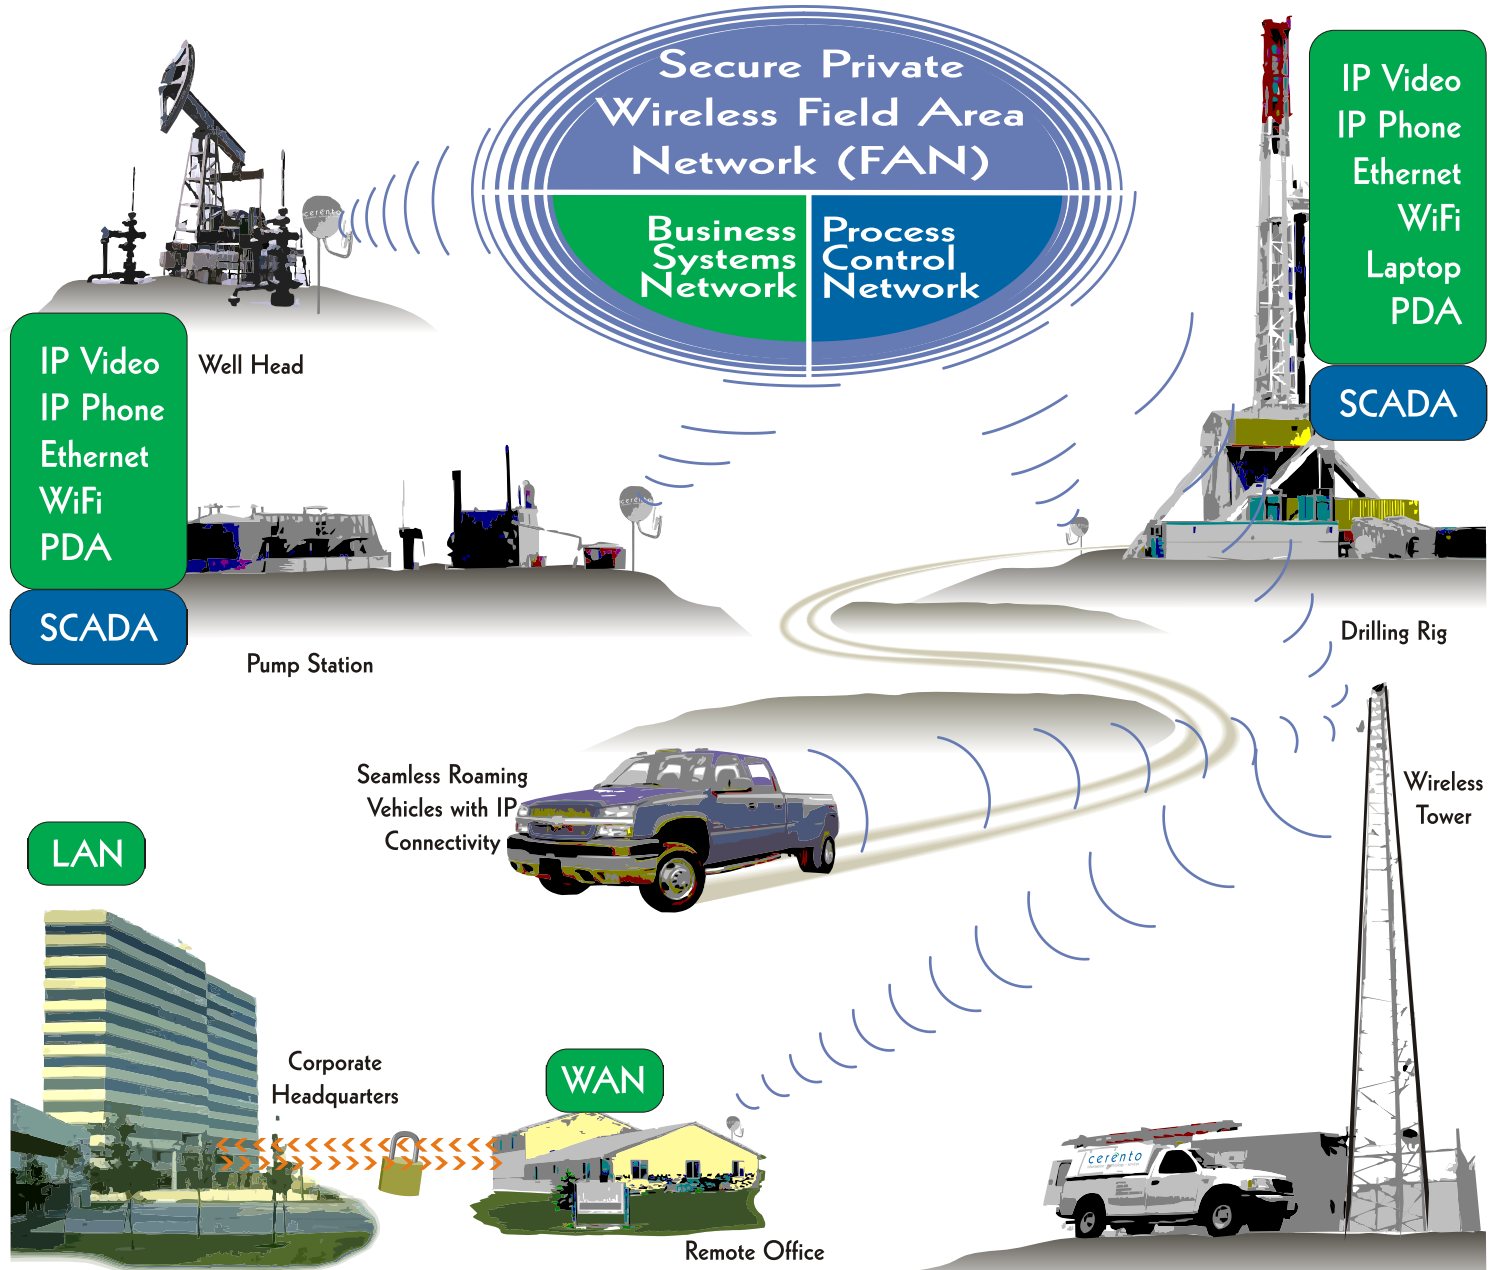 Secure Private
Wireless Field Area
Network (FAN)
Business
Systems
Network
Process
Control
Network
IP Video
IP Phone
Ethernet
WiFi
Laptop
PDA
SCADA
cerento
Well Head
IP Video
IP Phone
Ethernet
WiFi
PDA
SCADA
cerento
Pump Station
Drilling Rig
Seamless Roaming
Vehicles with IP
Connectivity
Wireless
Tower
LAN
Corporate
Headquarters
WAN
Remote Office
cerento